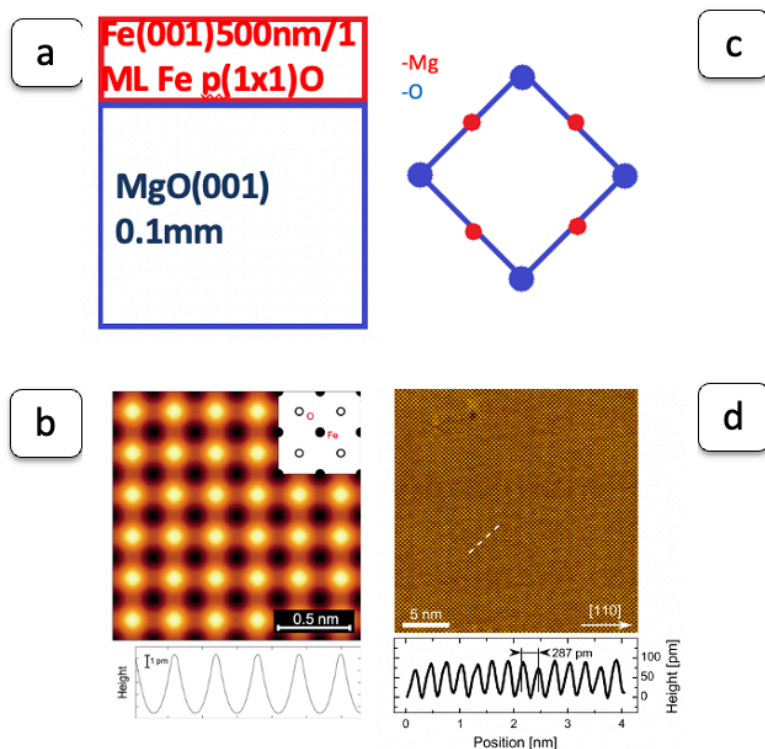 a
Fe(001)500nm/1
ML Fe p(1x1)O
MgO(001)
0.1mm
c
-Mg
-O
b
O
Fe
0.5 nm
1 pm
Height
d
5 nm
[110]
287 pm
100
50
0
Height [pm]
0 1 2 3 4
Position [nm]